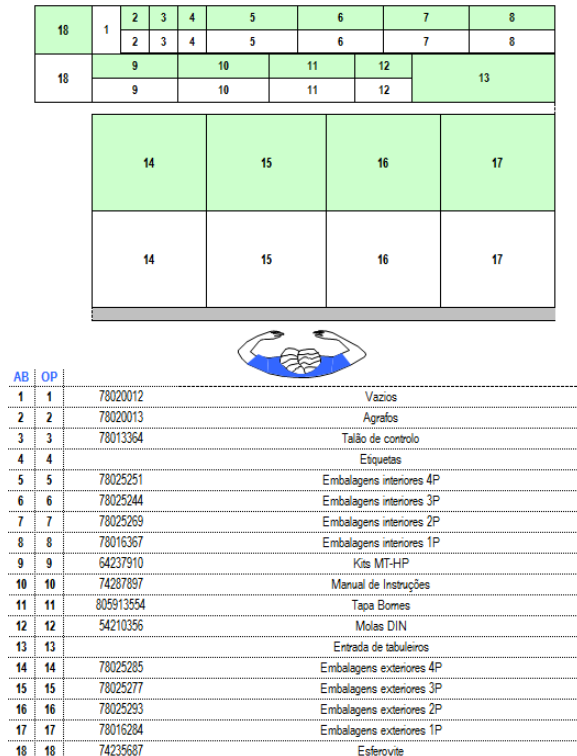 18 1 2 3 4 5 6 7 8
2 3 4 5 6 7 8
18 9 10 11 12 13
9 10 11 12
14 15 16 17
14 15 16 17
AB OP
1 1 78020012 Vazios
2 2 78020013 Agrafos
3 3 78013364 Talão de controlo
4 4 Etiquetas
5 5 78025251 Embalagens interiores 4P
6 6 78025244 Embalagens interiores 3P
7 7 78025269 Embalagens interiores 2P
8 8 78016367 Embalagens interiores 1P
9 9 64237910 Kits MT-HP
10 10 74287897 Manual de Instruções
11 11 805913554 Tapa Bornes
12 12 54210356 Molas DIN
13 13 Entrada de tabuleiros
14 14 78025285 Embalagens exteriores 4P
15 15 78025277 Embalagens exteriores 3P
16 16 78025293 Embalagens exteriores 2P
17 17 78016284 Embalagens exteriores 1P
18 18 74235687 Esferovite